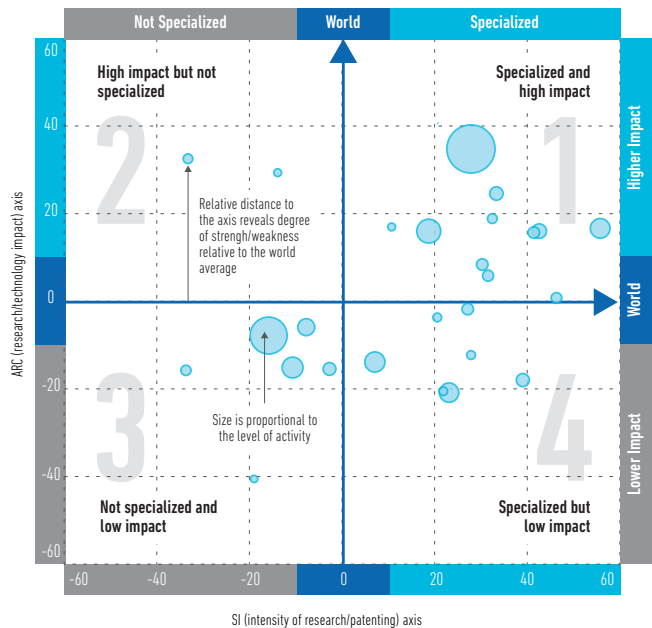 Not Specialized
World
Specialized
60
High impact but not
specialized
Specialized and
high impact
40
2
1
Higher Impact
Relative distance to
the axis reveals degree
of strengh/weakness
relative to the world
average
20
ARC (research/technology impact) axis
0
World
-20
3
4
Size is proportional to
the level of activity
Lower Impact
-40
Not specialized and
low impact
Specialized but
low impact
-60
-60
-40
-20
0
20
40
60
SI (intensity of research/patenting) axis